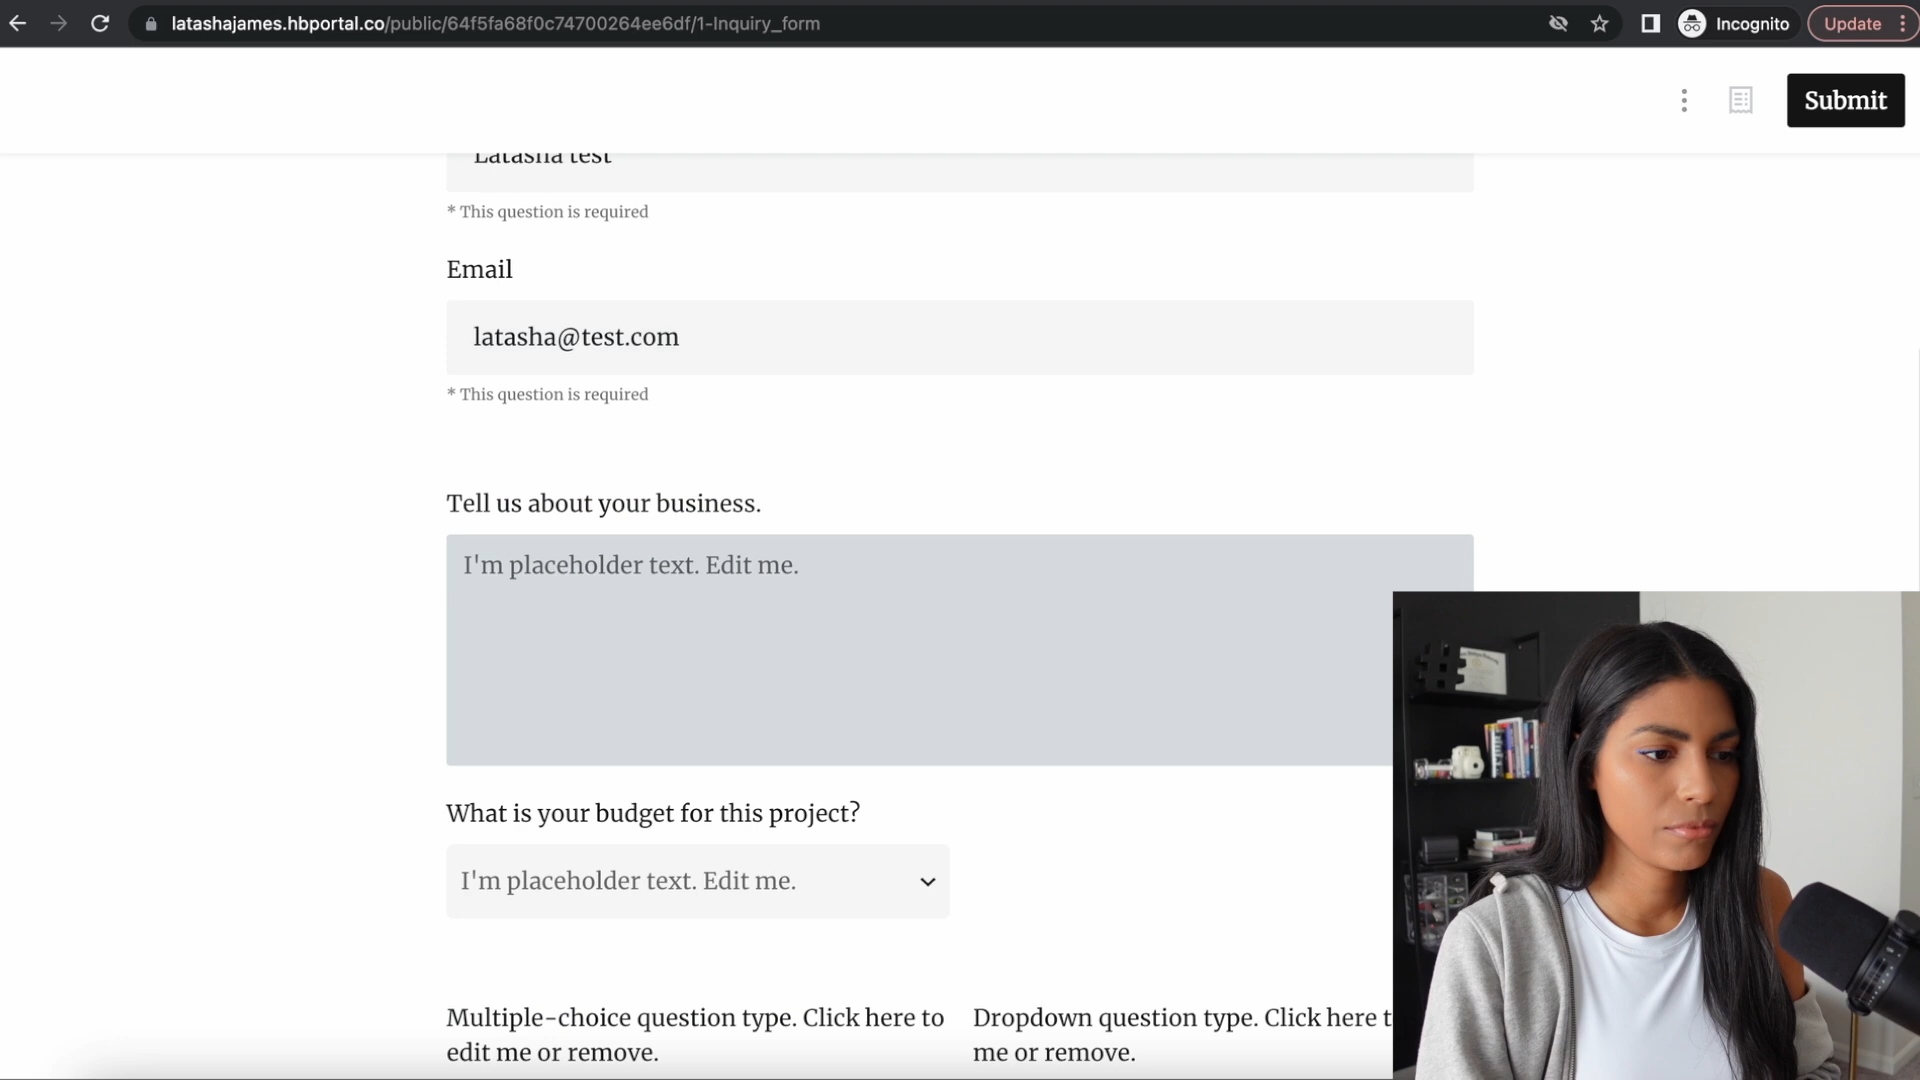 latashajames.hbportal.co/public/64f5fa68f0c74700264ee6df/1-Inquiry_form
Incognito
Update
Submit
Latasha test
* This question is required
Email
latasha@test.com
* This question is required
Tell us about your business.
I'm placeholder text. Edit me.
What is your budget for this project?
I'm placeholder text. Edit me.
Multiple-choice question type. Click here to
edit me or remove.
Dropdown question type. Click here t
me or remove.